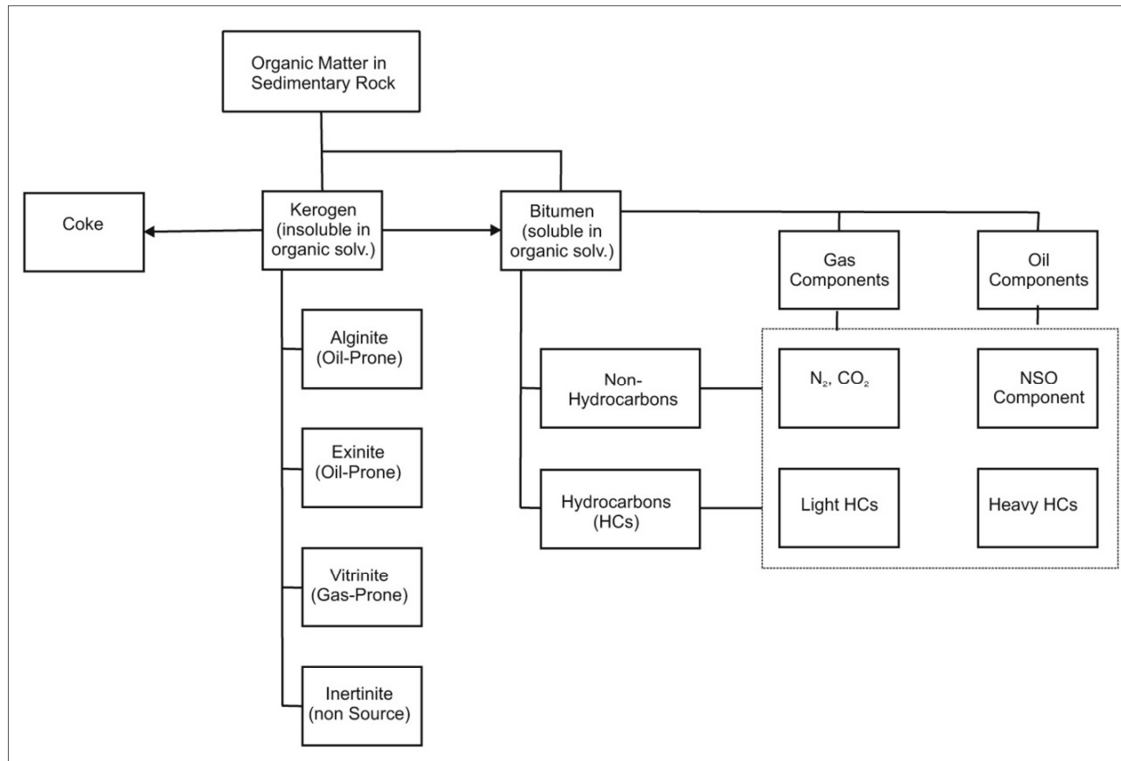 Organic Matter in
Sedimentary Rock
Coke
Kerogen
(insoluble in
organic solv.)
Bitumen
(soluble in
organic solv.)
Gas
Components
Oil
Components
Alginite
(Oil-Prone)
Non-
Hydrocarbons
N₂, CO₂
NSO
Component
Exinite
(Oil-Prone)
Hydrocarbons
(HCs)
Light HCs
Heavy HCs
Vitrinite
(Gas-Prone)
Inertinite
(non Source)